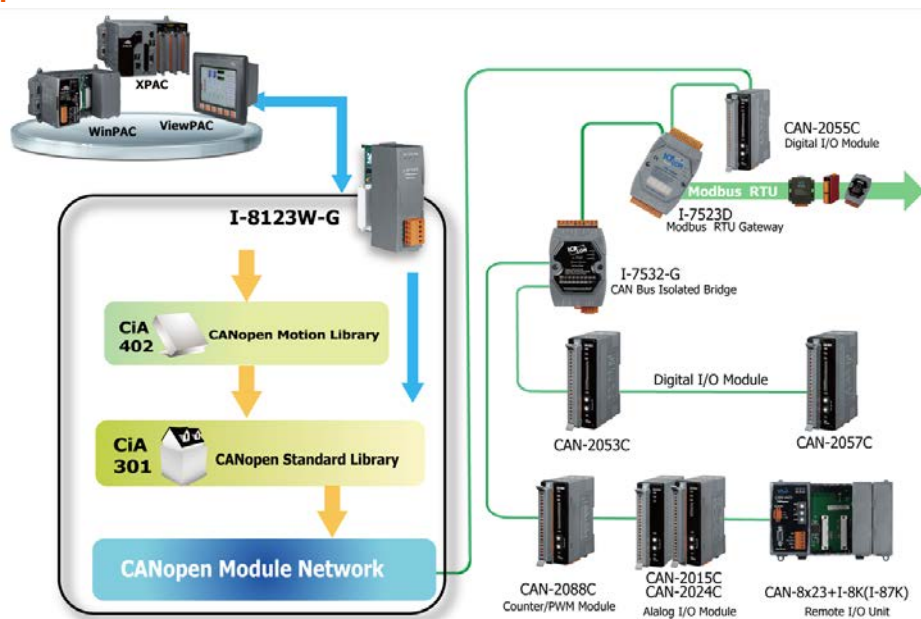 XPAC
WinPAC
ViewPAC
I-8123W-G
CiA
402
CANopen Motion Library
CiA
301
CANopen Standard Library
CANopen Module Network
CAN-2055C
Digital I/O Module
Modbus RTU
I-7523D
Modbus RTU Gateway
I-7532-G
CAN Bus Isolated Bridge
Digital I/O Module
CAN-2053C
CAN-2057C
CAN-2088C
Counter/PWM Module
CAN-2015C
CAN-2024C
Alalog I/O Module
CAN-8x23+I-8K(I-87K)
Remote I/O Unit